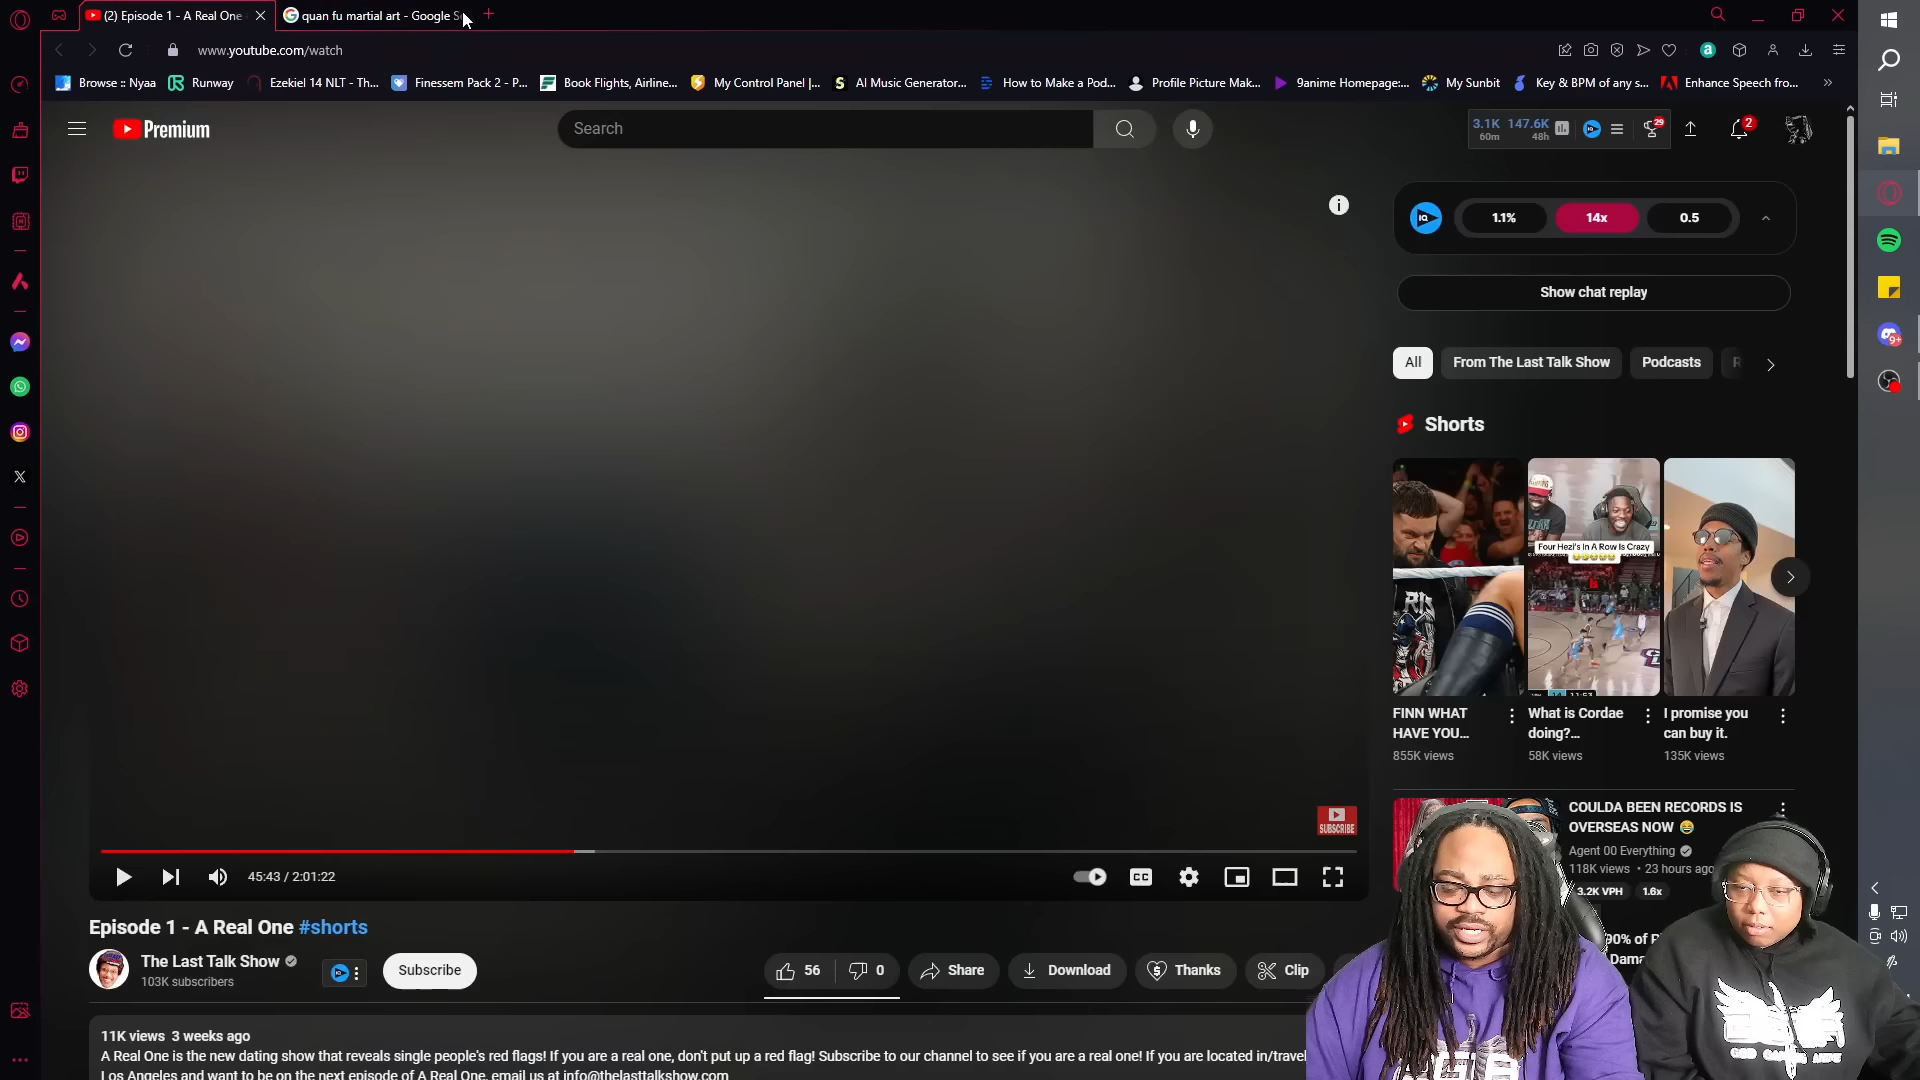 (2) Episode 1 - A Real One
quan fu martial art - Google Se
www.youtube.com/watch
Browse :: Nyaa
Runway
Ezekiel 14 NLT - Th...
Finessem Pack 2 - P...
Book Flights, Airline...
My Control Panel |...
AI Music Generator...
How to Make a Pod...
Profile Picture Mak...
9anime Homepage:...
My Sunbit
Key & BPM of any s...
Enhance Speech fro...
Premium
Search
3.1K 147.6K
60m 48h
29
2
IQ
1.1%
14x
0.5
Show chat replay
All
From The Last Talk Show
Podcasts
Shorts
Four Hezi's In A Row Is Crazy
FINN WHAT
HAVE YOU...
855K views
What is Cordae
doing?...
58K views
I promise you
can buy it.
135K views
SUBSCRIBE
COULDA BEEN RECORDS IS
OVERSEAS NOW 😂
Agent 00 Everything
118K views • 23 hours ago
3.2K VPH 1.6x
45:43 / 2:01:22
CC
Episode 1 - A Real One #shorts
The Last Talk Show
103K subscribers
Subscribe
56
0
Share
Download
Thanks
Clip
11K views 3 weeks ago
A Real One is the new dating show that reveals single people's red flags! If you are a real one, don't put up a red flag! Subscribe to our channel to see if you are a real one! If you are located in/travel
Los Angeles and want to be on the next episode of A Real One, email us at info@thelasttalkshow.com
9+